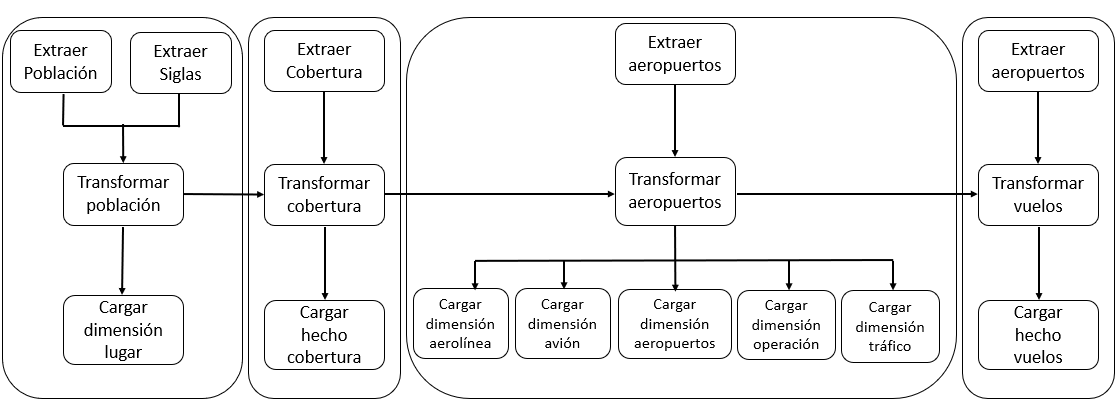 Extraer
Población
Extraer
Siglas
Transformar
población
Cargar
dimensión
lugar
Extraer
Cobertura
Transformar
cobertura
Cargar
hecho
cobertura
Extraer
aeropuertos
Transformar
aeropuertos
Cargar
dimensión
aerolínea
Cargar
dimensión
avión
Cargar
dimensión
aeropuertos
Cargar
dimensión
operación
Cargar
dimensión
tráfico
Extraer
aeropuertos
Transformar
vuelos
Cargar
hecho
vuelos